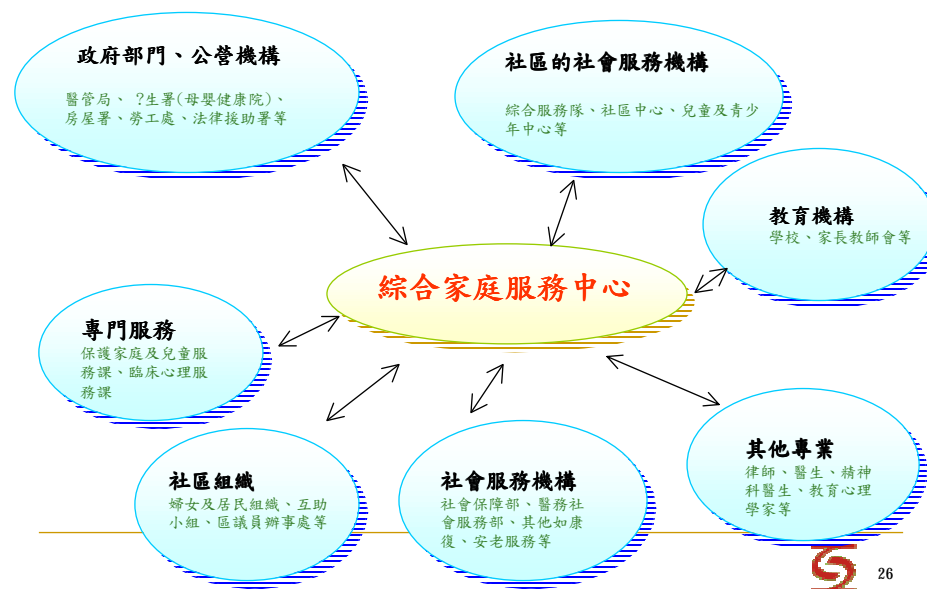 政府部門、公營機構
醫管局、 ?生署(母嬰健康院)、
房屋署、勞工處、法律援助署等
社區的社會服務機構
綜合服務隊、社區中心、兒童及青少
年中心等
教育機構
學校、家長教師會等
綜合家庭服務中心
專門服務
保護家庭及兒童服
務課、臨床心理服
務課
社區組織
婦女及居民組織、互助
小組、區議員辦事處等
社會服務機構
社會保障部、醫務社
會服務部、其他如康
復、安老服務等
其他專業
律師、醫生、精神
科醫生、教育心理
學家等
26